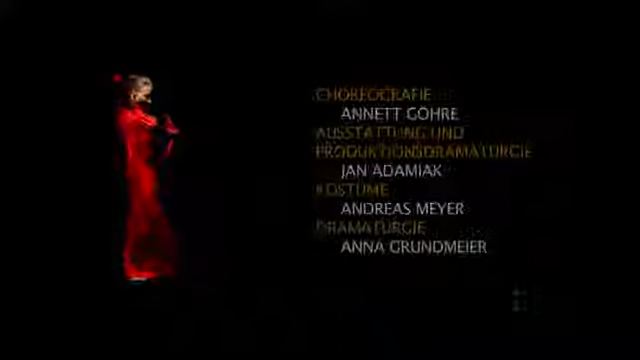 CHOREOGRAFIE
ANNETT GÖHRE
AUSSTATTUNG UND
PRODUKTIONSDRAMATURGIE
JAN ADAMIAK
KOSTÜME
ANDREAS MEYER
DRAMATURGIE
ANNA GRUNDMEIER